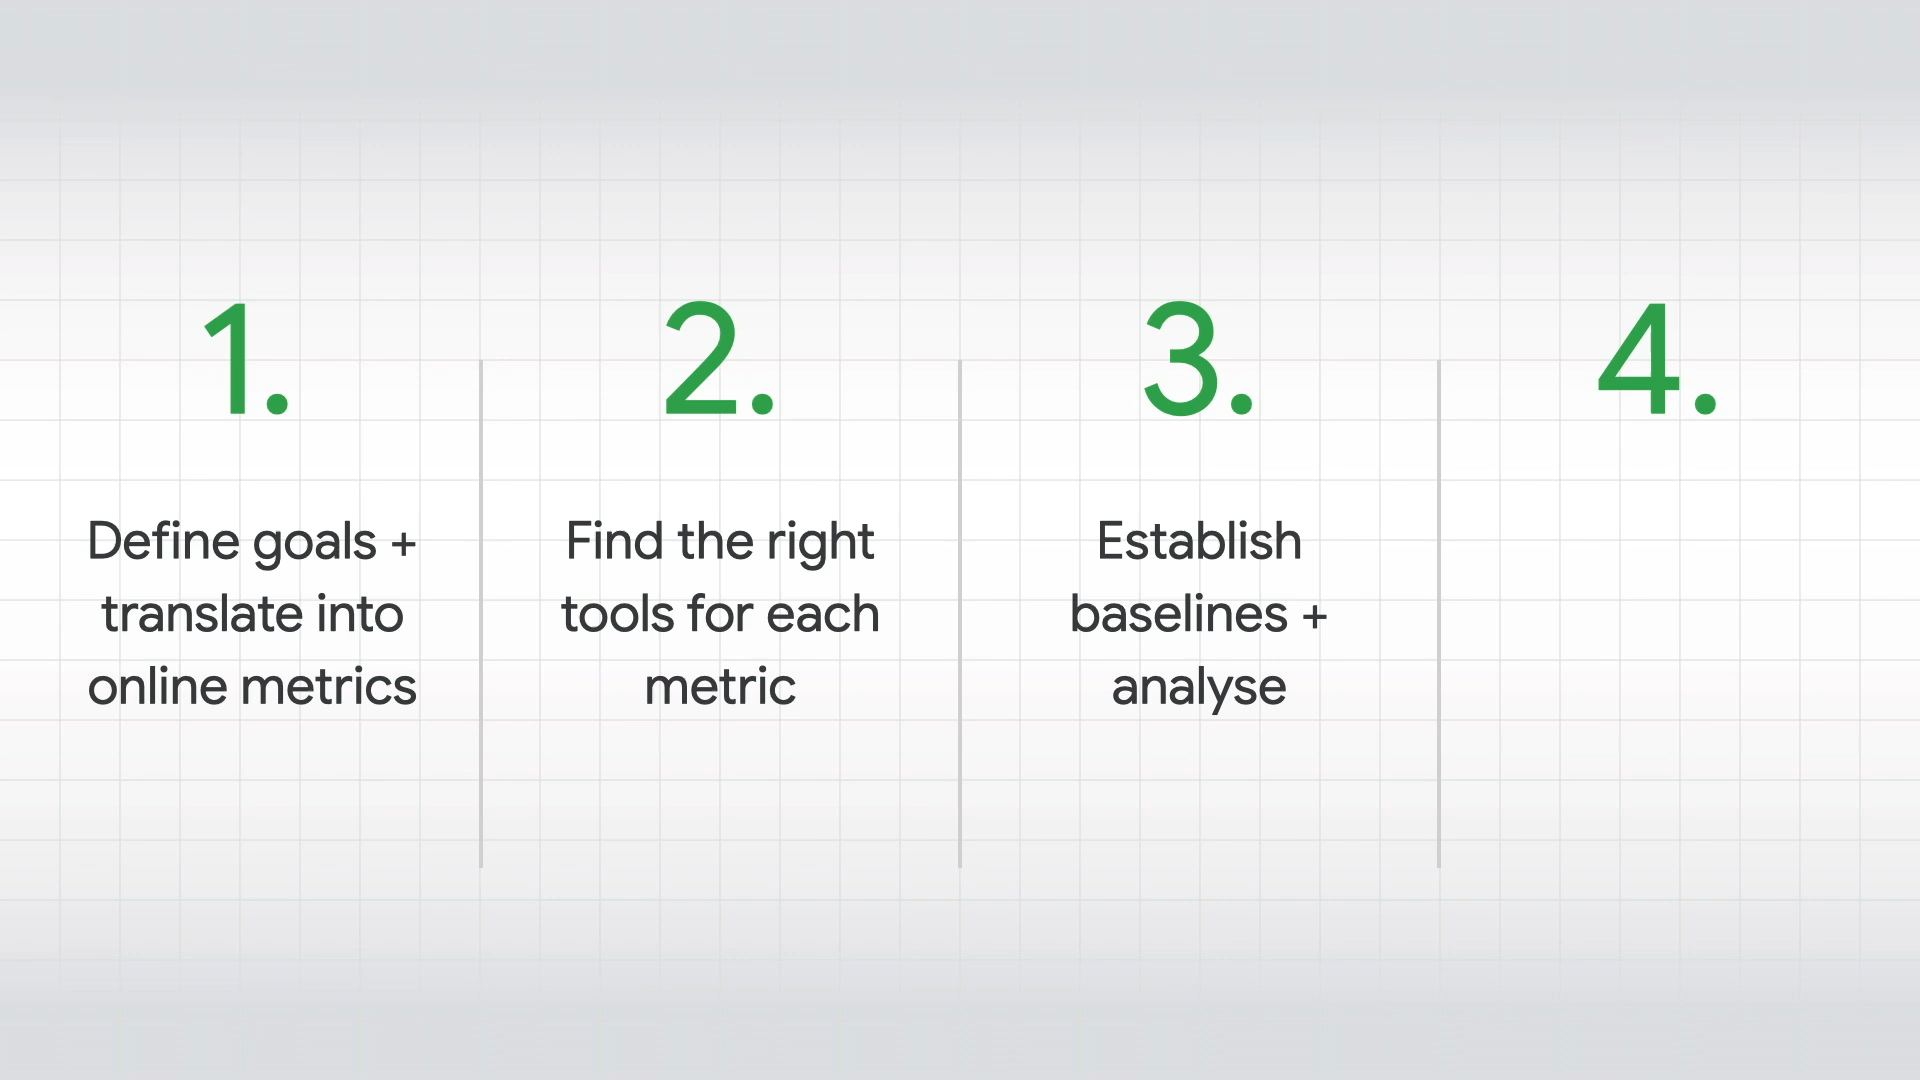 1.
Define goals +
translate into
online metrics
2.
Find the right
tools for each
metric
3.
Establish
baselines +
analyse
4.